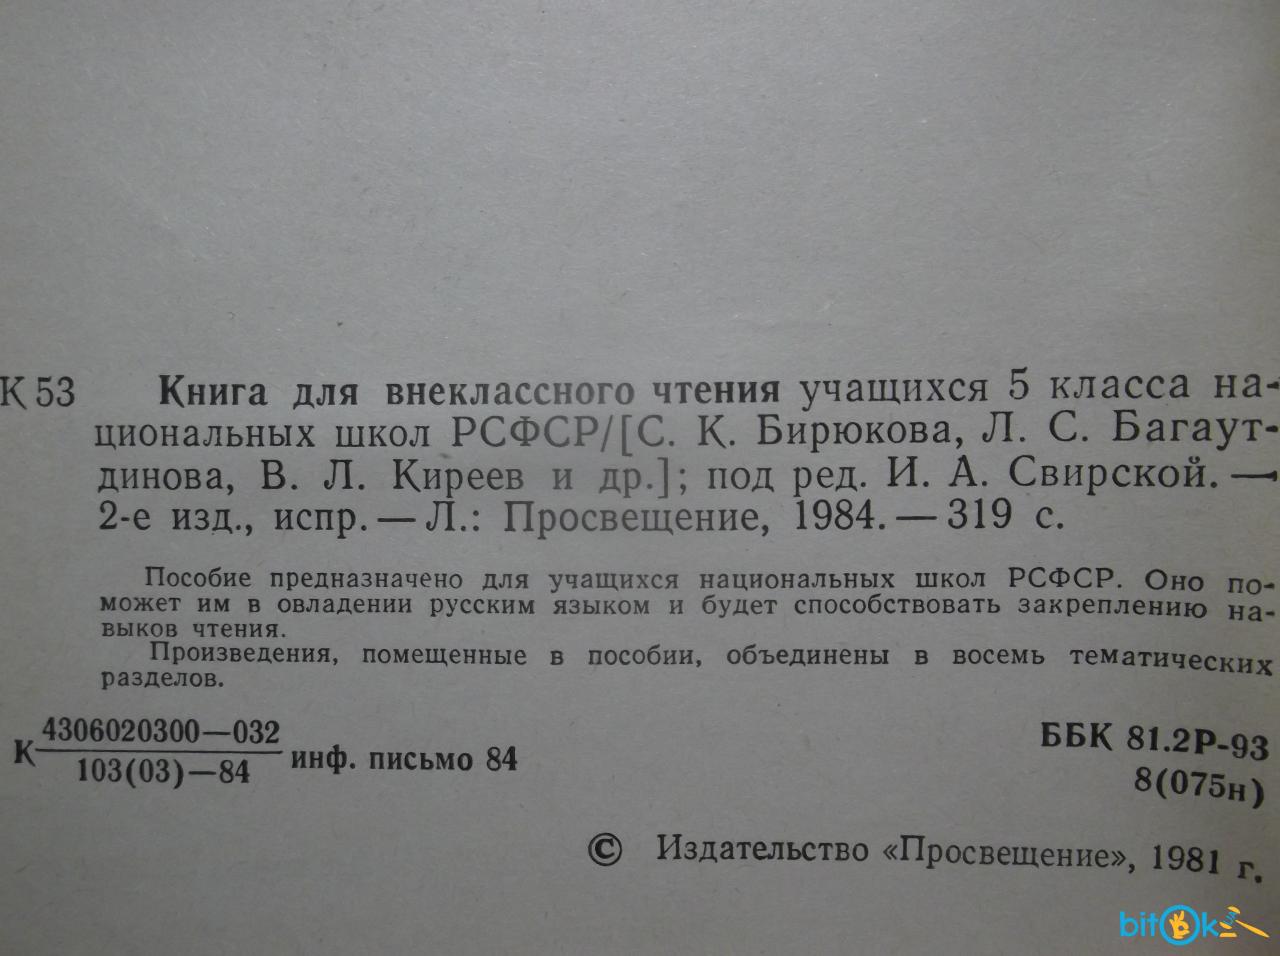 К 53 Книга для внеклассного чтения учащихся 5 класса на-
циональных школ РСФСР/[С. К. Бирюкова, Л. С. Багаут-
динова, В. Л. Киреев и др.]; под ред. И. А. Свирской. —
2-е изд., испр. — Л.: Просвещение, 1984. — 319 с.
Пособие предназначено для учащихся национальных школ РСФСР. Оно по-
может им в овладении русским языком и будет способствовать закреплению на-
выков чтения.
Произведения, помещенные в пособии, объединены в восемь тематических
разделов.
4306020300—032
К инф. письмо 84
103(03)—84
ББК 81.2Р-93
8(075н)
© Издательство «Просвещение», 1981 г.
bitok